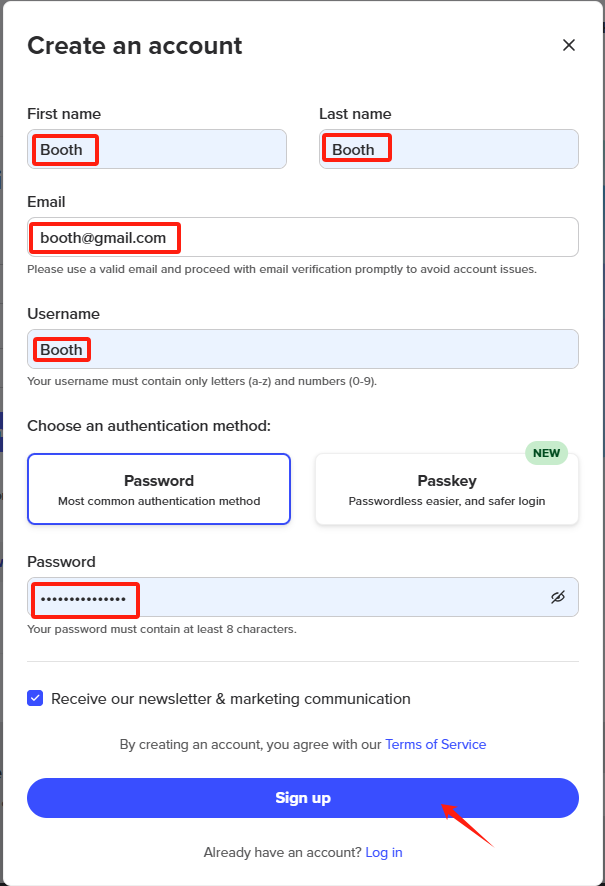 Create an account
First name
Last name
Booth
Booth
Email
booth@gmail.com
Please use a valid email and proceed with email verification promptly to avoid account issues.
Username
Booth
Your username must contain only letters (a-z) and numbers (0-9).
Choose an authentication method:
NEW
Password
Most common authentication method
Passkey
Passwordless easier, and safer login
Password
•••••••••••••••
Your password must contain at least 8 characters.
Receive our newsletter & marketing communication
By creating an account, you agree with our Terms of Service
Sign up
Already have an account? Log in